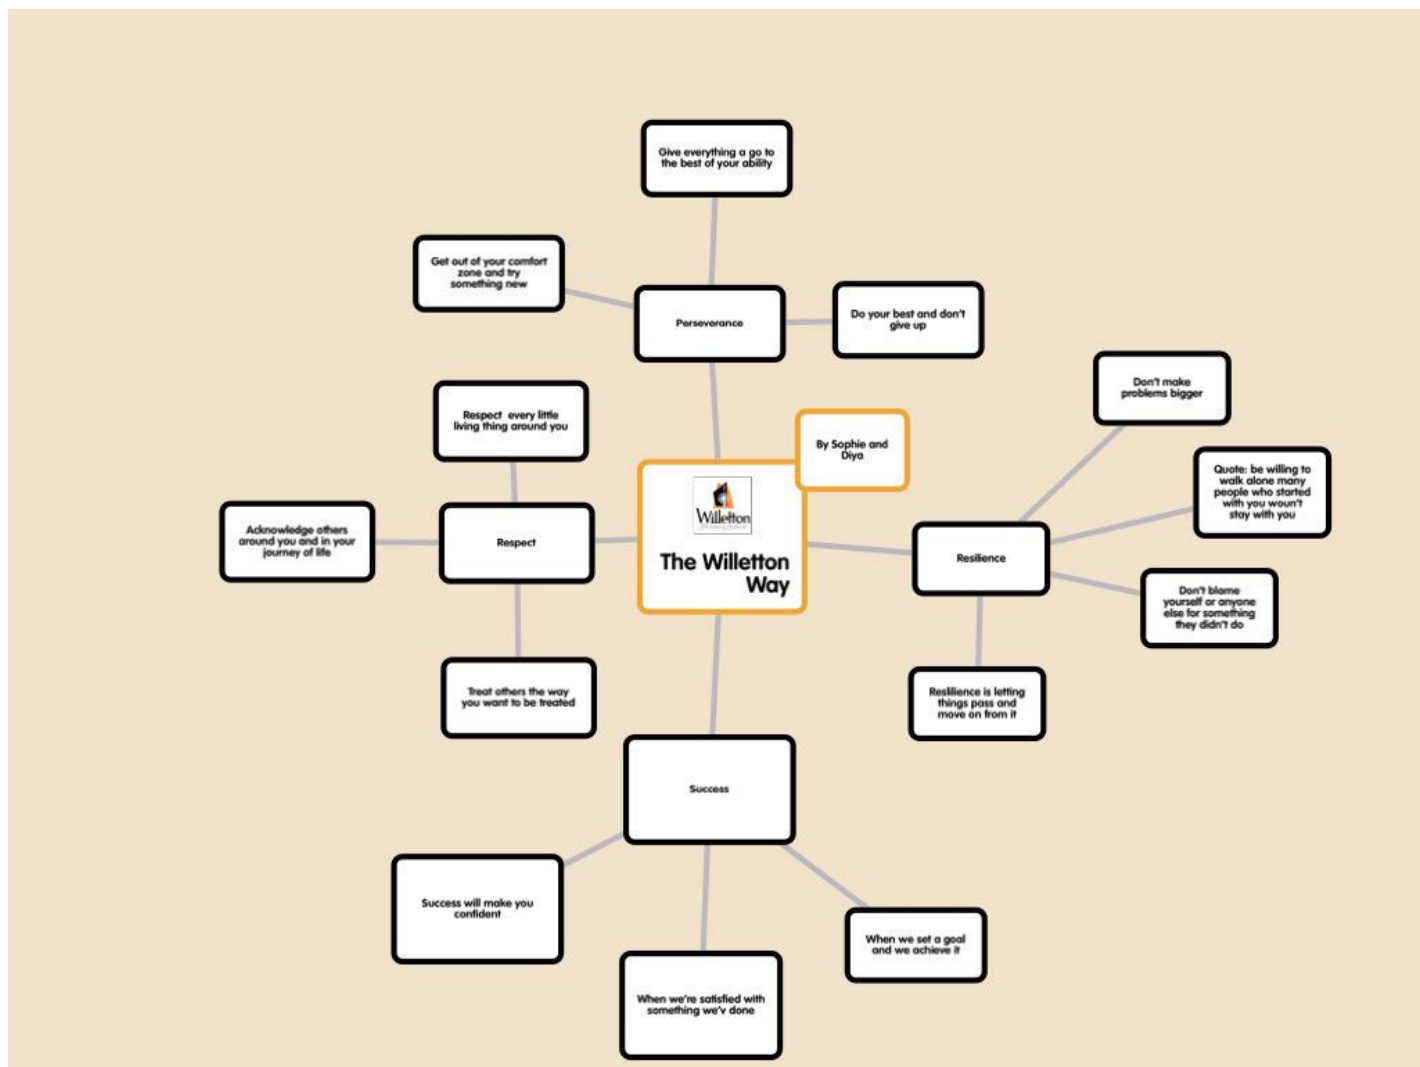 Give everything a go to
the best of your ability
Get out of your comfort
zone and try
something new
Perseverance
Do your best and don't
give up
Don't make
problems bigger
Respect every little
living thing around you
By Sophie and
Diya
Quote: be willing to
walk alone many
people who started
with you woun't
stay with you
Willetton
The Willetton
Way
Acknowledge others
around you and in your
journey of life
Respect
Resilience
Don't blame
yourself or anyone
else for something
they didn't do
Treat others the way
you want to be treated
Reslilience is letting
things pass and
move on from it
Success
Success will make you
confident
When we set a goal
and we achieve it
When we're satisfied with
something we'v done